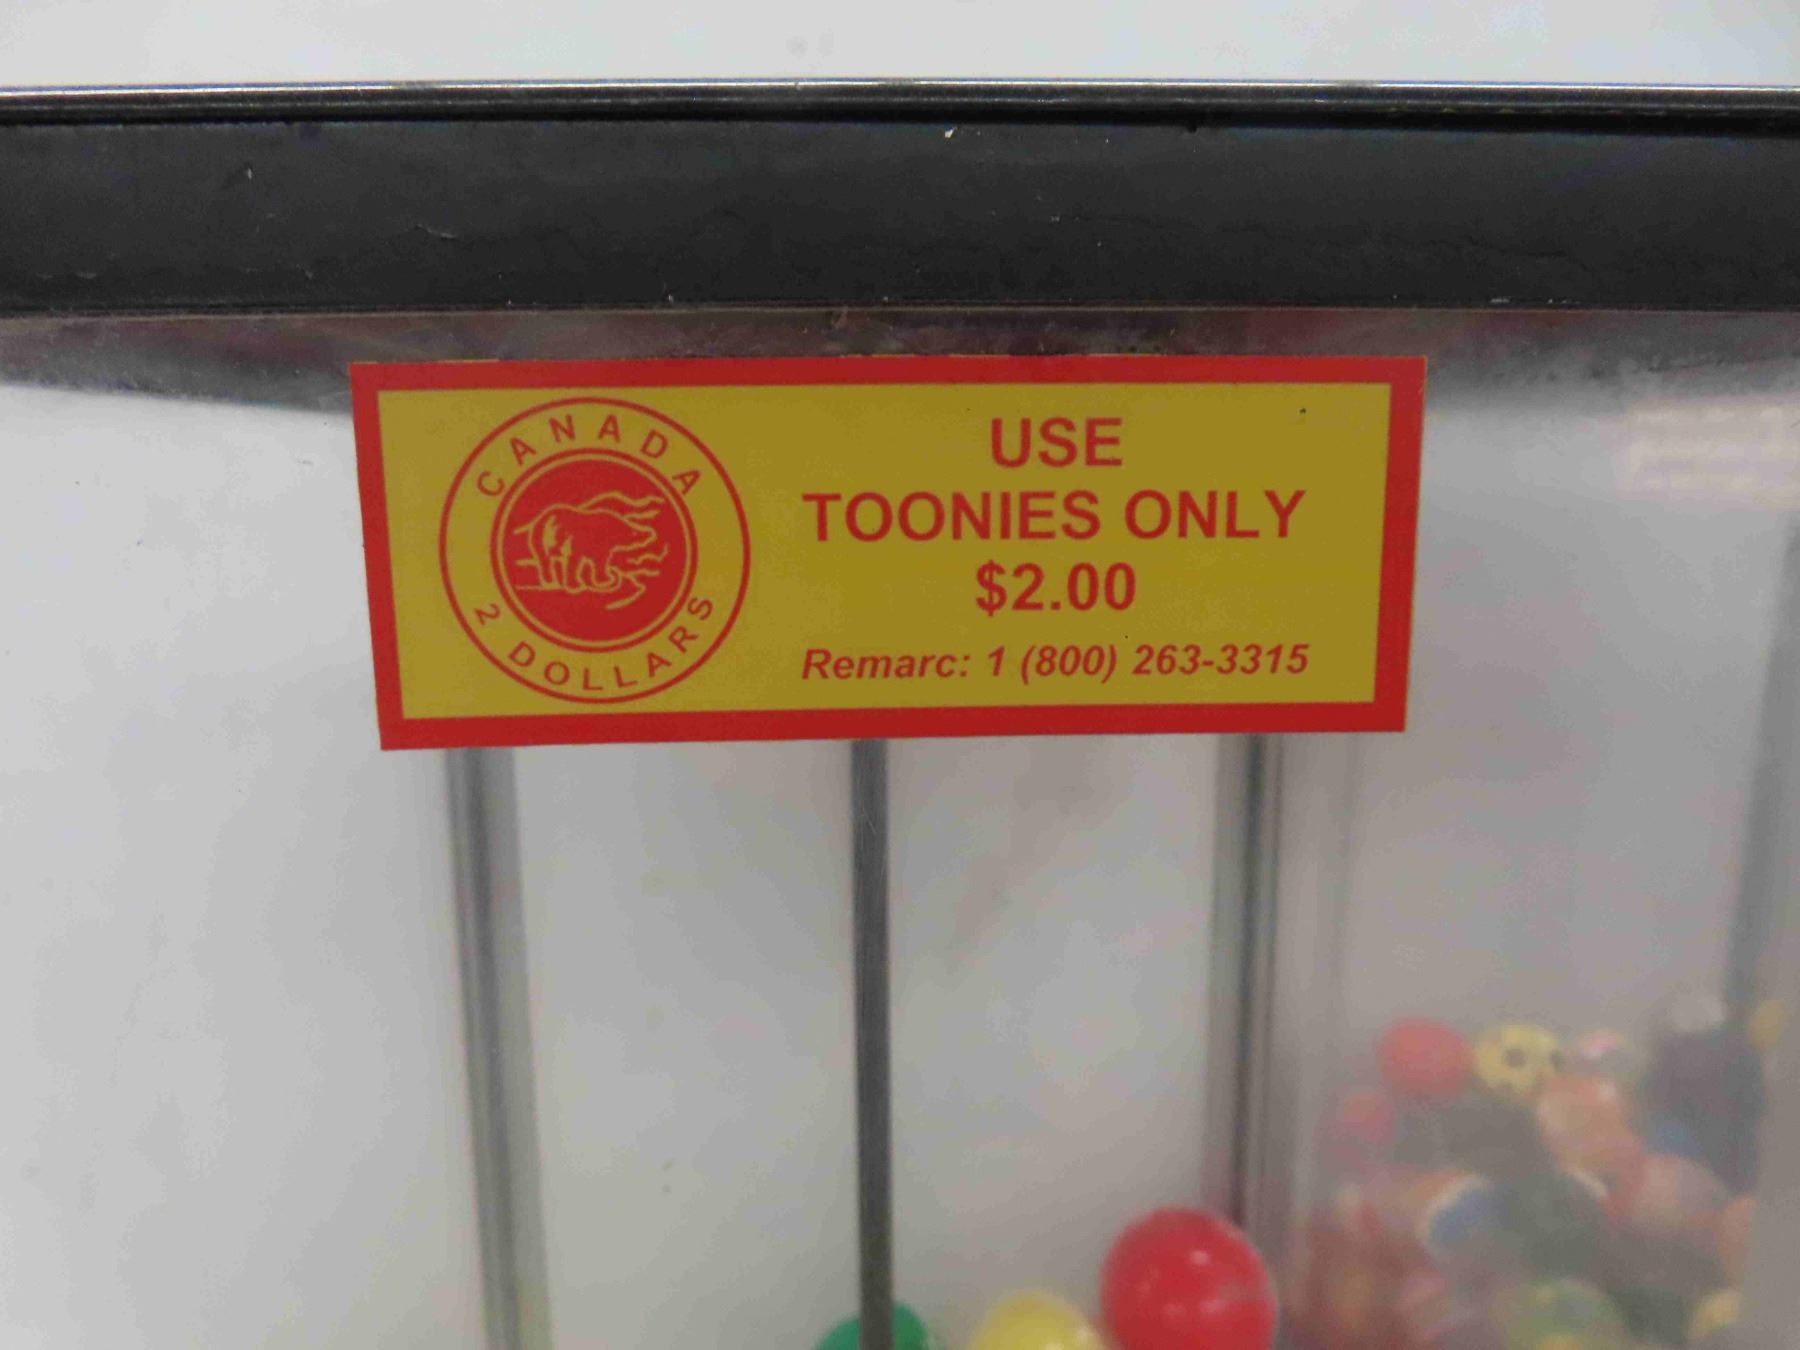 CANADA
2 DOLLARS
USE
TOONIES ONLY
$2.00
Remarc: 1 (800) 263-3315